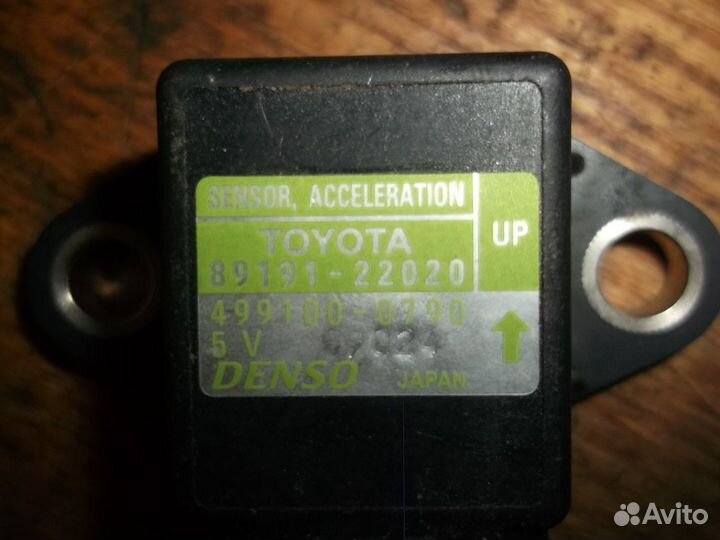 SENSOR, ACCELERATION
UP
TOYOTA
89191-22020
499100-0790
5 V
DENSO JAPAN
Avito